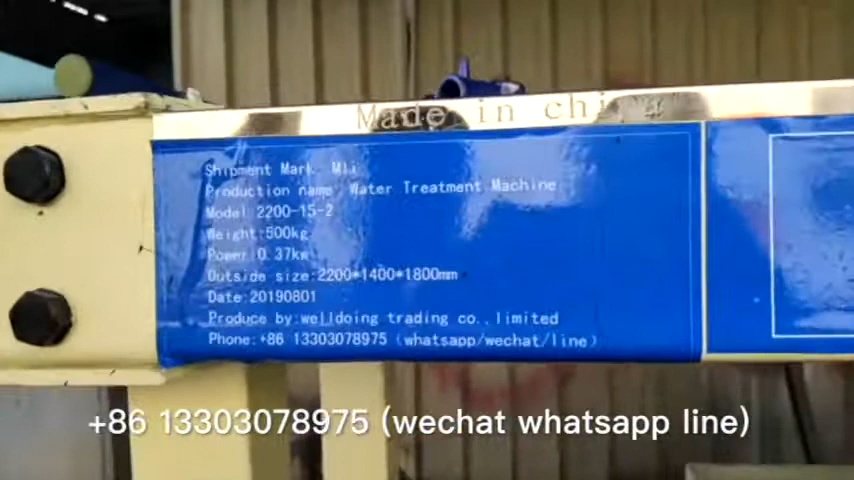 Made in china
Shipment Mark: Mli
Production name: Water Treatment Machine
Model 2200-15-2
Weight:500kg
Power:0.37kw
Outside size:2200*1400*1800mm
Date:20190801
Produce by:welldoing trading co.,limited
Phone:+86 13303078975 (whatsapp/wechat/line)
+86 13303078975 (wechat whatsapp line)